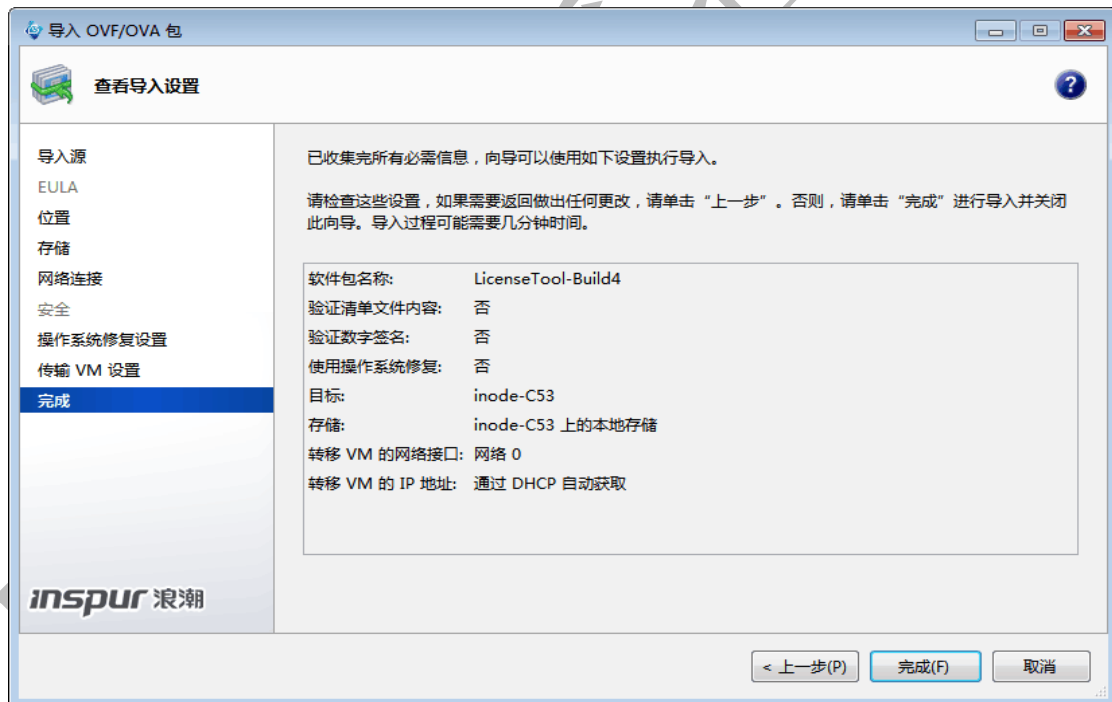 导入 OVF/OVA 包
查看导入设置
?
导入源
EULA
位置
存储
网络连接
安全
操作系统修复设置
传输 VM 设置
完成
inspur 浪潮
已收集完所有必需信息，向导可以使用如下设置执行导入。
请检查这些设置，如果需要返回做出任何更改，请单击“上一步”。否则，请单击“完成”进行导入并关闭
此向导。导入过程可能需要几分钟时间。
软件包名称: LicenseTool-Build4
验证清单文件内容: 否
验证数字签名: 否
使用操作系统修复: 否
目标: inode-C53
存储: inode-C53 上的本地存储
转移 VM 的网络接口: 网络 0
转移 VM 的 IP 地址: 通过 DHCP 自动获取
< 上一步(P) 完成(F) 取消